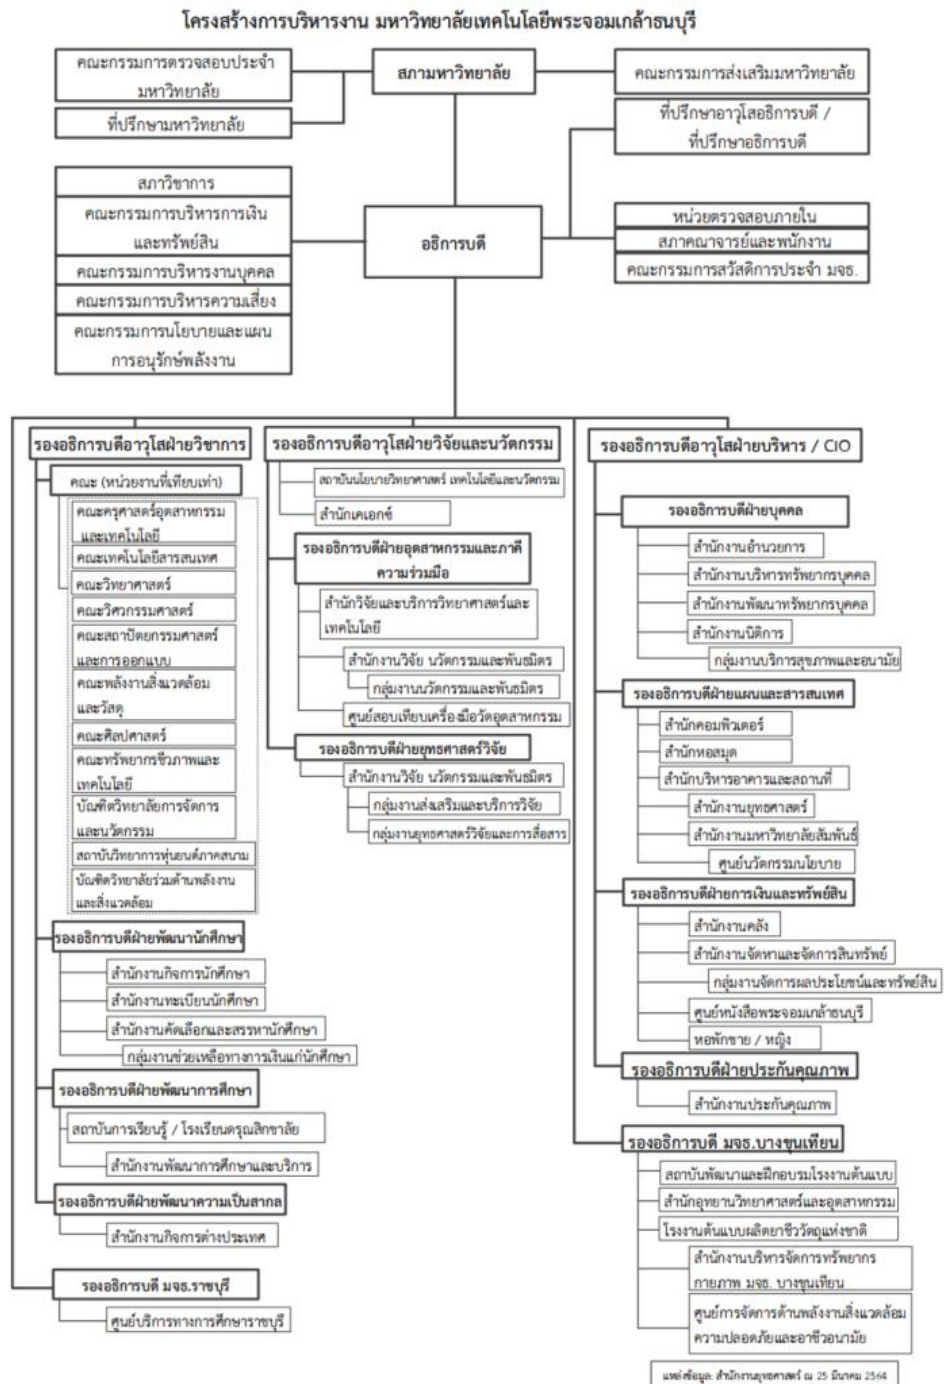 โครงสร้างการบริหารงาน มหาวิทยาลัยเทคโนโลยีพระจอมเกล้าธนบุรี
คณะกรรมการตรวจสอบประจำ
มหาวิทยาลัย
ที่ปรึกษามหาวิทยาลัย
สภามหาวิทยาลัย
คณะกรรมการส่งเสริมมหาวิทยาลัย
ที่ปรึกษาอาวุโสอธิการบดี /
ที่ปรึกษาอธิการบดี
สภาวิชาการ
คณะกรรมการบริหารการเงิน
และทรัพย์สิน
คณะกรรมการบริหารงานบุคคล
คณะกรรมการบริหารความเสี่ยง
คณะกรรมการนโยบายและแผน
การอนุรักษ์พลังงาน
อธิการบดี
หน่วยตรวจสอบภายใน
สภาคณาจารย์และพนักงาน
คณะกรรมการสวัสดิการประจำ มจธ.
รองอธิการบดีอาวุโสฝ่ายวิชาการ
คณะ (หน่วยงานที่เทียบเท่า)
คณะครุศาสตร์อุตสาหกรรม
และเทคโนโลยี
คณะเทคโนโลยีสารสนเทศ
คณะวิทยาศาสตร์
คณะวิศวกรรมศาสตร์
คณะสถาปัตยกรรมศาสตร์
และการออกแบบ
คณะพลังงานสิ่งแวดล้อม
และวัสดุ
คณะศิลปศาสตร์
คณะทรัพยากรชีวภาพและ
เทคโนโลยี
บัณฑิตวิทยาลัยการจัดการ
และนวัตกรรม
สถาบันวิทยาการหุ่นยนต์ภาคสนาม
บัณฑิตวิทยาลัยร่วมด้านพลังงาน
และสิ่งแวดล้อม
รองอธิการบดีฝ่ายพัฒนานักศึกษา
สำนักงานกิจการนักศึกษา
สำนักงานทะเบียนนักศึกษา
สำนักงานคัดเลือกและสรรหานักศึกษา
กลุ่มงานช่วยเหลือทางการเงินแก่นักศึกษา
รองอธิการบดีฝ่ายพัฒนาการศึกษา
สถาบันการเรียนรู้ / โรงเรียนดรุณสิกขาลัย
สำนักงานพัฒนาการศึกษาและบริการ
รองอธิการบดีฝ่ายพัฒนาความเป็นสากล
สำนักงานกิจการต่างประเทศ
รองอธิการบดี มจธ.ราชบุรี
ศูนย์บริการทางการศึกษาราชบุรี
รองอธิการบดีอาวุโสฝ่ายวิจัยและนวัตกรรม
สถาบันนโยบายวิทยาศาสตร์ เทคโนโลยีและนวัตกรรม
สำนักเคเอกซ์
รองอธิการบดีฝ่ายอุตสาหกรรมและภาคี
ความร่วมมือ
สำนักวิจัยและบริการวิทยาศาสตร์และ
เทคโนโลยี
สำนักงานวิจัย นวัตกรรมและพันธมิตร
กลุ่มงานนวัตกรรมและพันธมิตร
ศูนย์สอบเทียบเครื่องมือวัดอุตสาหกรรม
รองอธิการบดีฝ่ายยุทธศาสตร์วิจัย
สำนักงานวิจัย นวัตกรรมและพันธมิตร
กลุ่มงานส่งเสริมและบริการวิจัย
กลุ่มงานยุทธศาสตร์วิจัยและการสื่อสาร
รองอธิการบดีอาวุโสฝ่ายบริหาร / CIO
รองอธิการบดีฝ่ายบุคคล
สำนักงานอำนวยการ
สำนักงานบริหารทรัพยากรบุคคล
สำนักงานพัฒนาทรัพยากรบุคคล
สำนักงานนิติการ
กลุ่มงานบริการสุขภาพและอนามัย
รองอธิการบดีฝ่ายแผนและสารสนเทศ
สำนักคอมพิวเตอร์
สำนักหอสมุด
สำนักบริหารอาคารและสถานที่
สำนักงานยุทธศาสตร์
สำนักงานมหาวิทยาลัยสัมพันธ์
ศูนย์นวัตกรรมนโยบาย
รองอธิการบดีฝ่ายการเงินและทรัพย์สิน
สำนักงานคลัง
สำนักงานจัดหาและจัดการสินทรัพย์
กลุ่มงานจัดการผลประโยชน์และทรัพย์สิน
ศูนย์หนังสือพระจอมเกล้าธนบุรี
หอพักชาย / หญิง
รองอธิการบดีฝ่ายประกันคุณภาพ
สำนักงานประกันคุณภาพ
รองอธิการบดี มจธ.บางขุนเทียน
สถาบันพัฒนาและฝึกอบรมโรงงานต้นแบบ
สำนักอุทยานวิทยาศาสตร์และอุตสาหกรรม
โรงงานต้นแบบผลิตยาชีววัตถุแห่งชาติ
สำนักงานบริหารจัดการทรัพยากร
กายภาพ มจธ. บางขุนเทียน
ศูนย์การจัดการด้านพลังงานสิ่งแวดล้อม
ความปลอดภัยและอาชีวอนามัย
แหล่งข้อมูล: สำนักงานยุทธศาสตร์ ณ 25 มีนาคม 2564